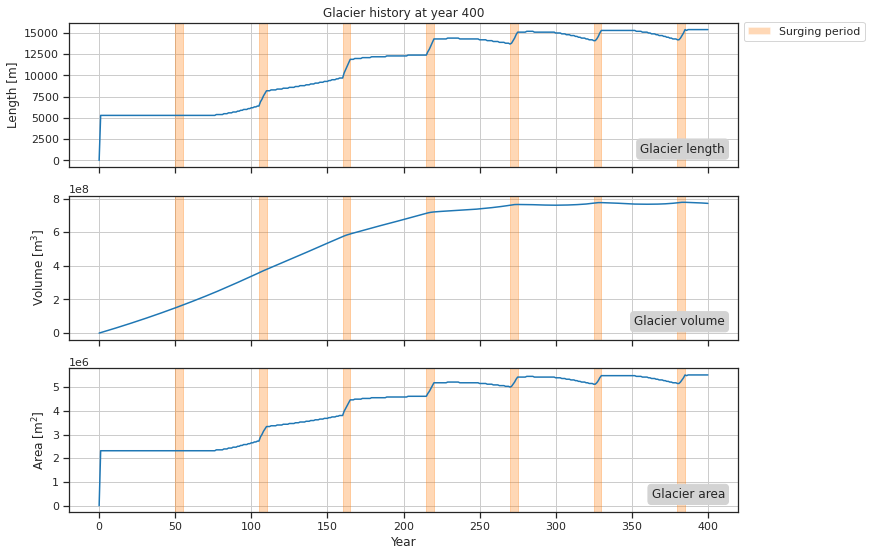 Glacier history at year 400
Surging period
Length [m]
15000
12500
10000
7500
5000
2500
0
Glacier length
1e8
Volume [m³]
8
6
4
2
0
Glacier volume
1e6
Area [m²]
5
4
3
2
1
0
Glacier area
0 50 100 150 200 250 300 350 400
Year